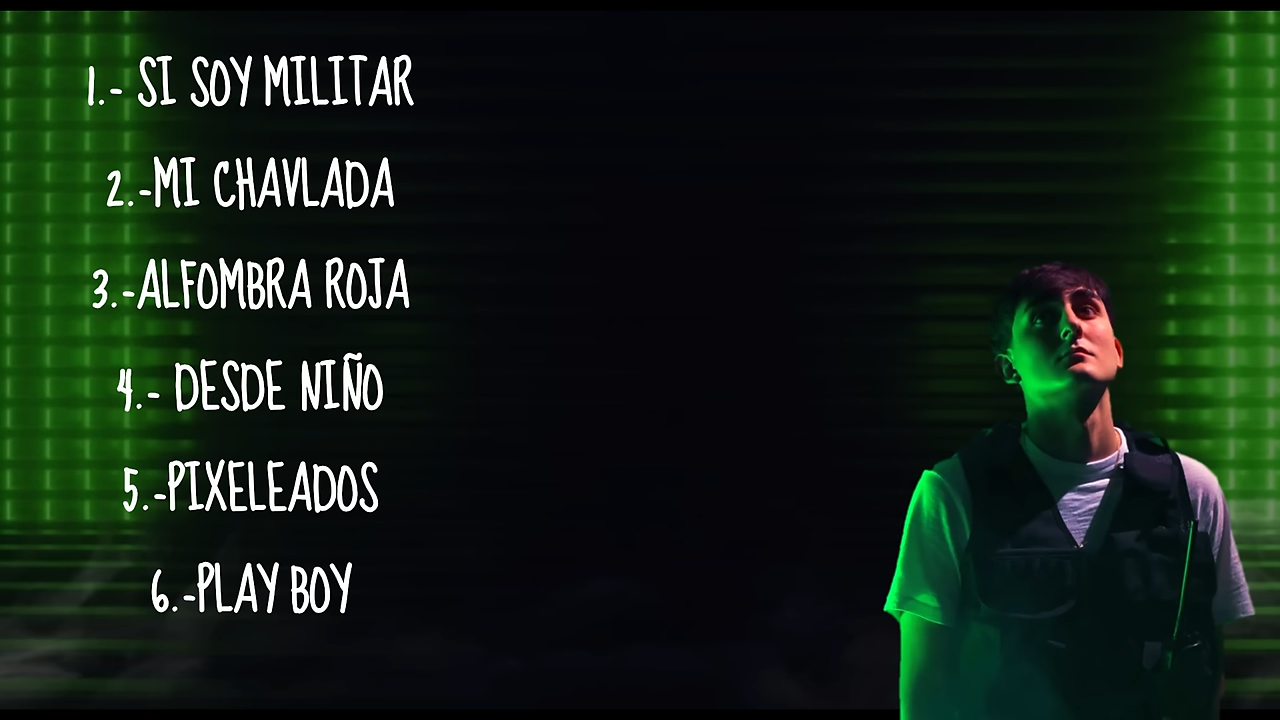 1.- SI SOY MILITAR
2.-MI CHAVLADA
3.-ALFOMBRA ROJA
4.- DESDE NIÑO
5.-PIXELEADOS
6.-PLAY BOY